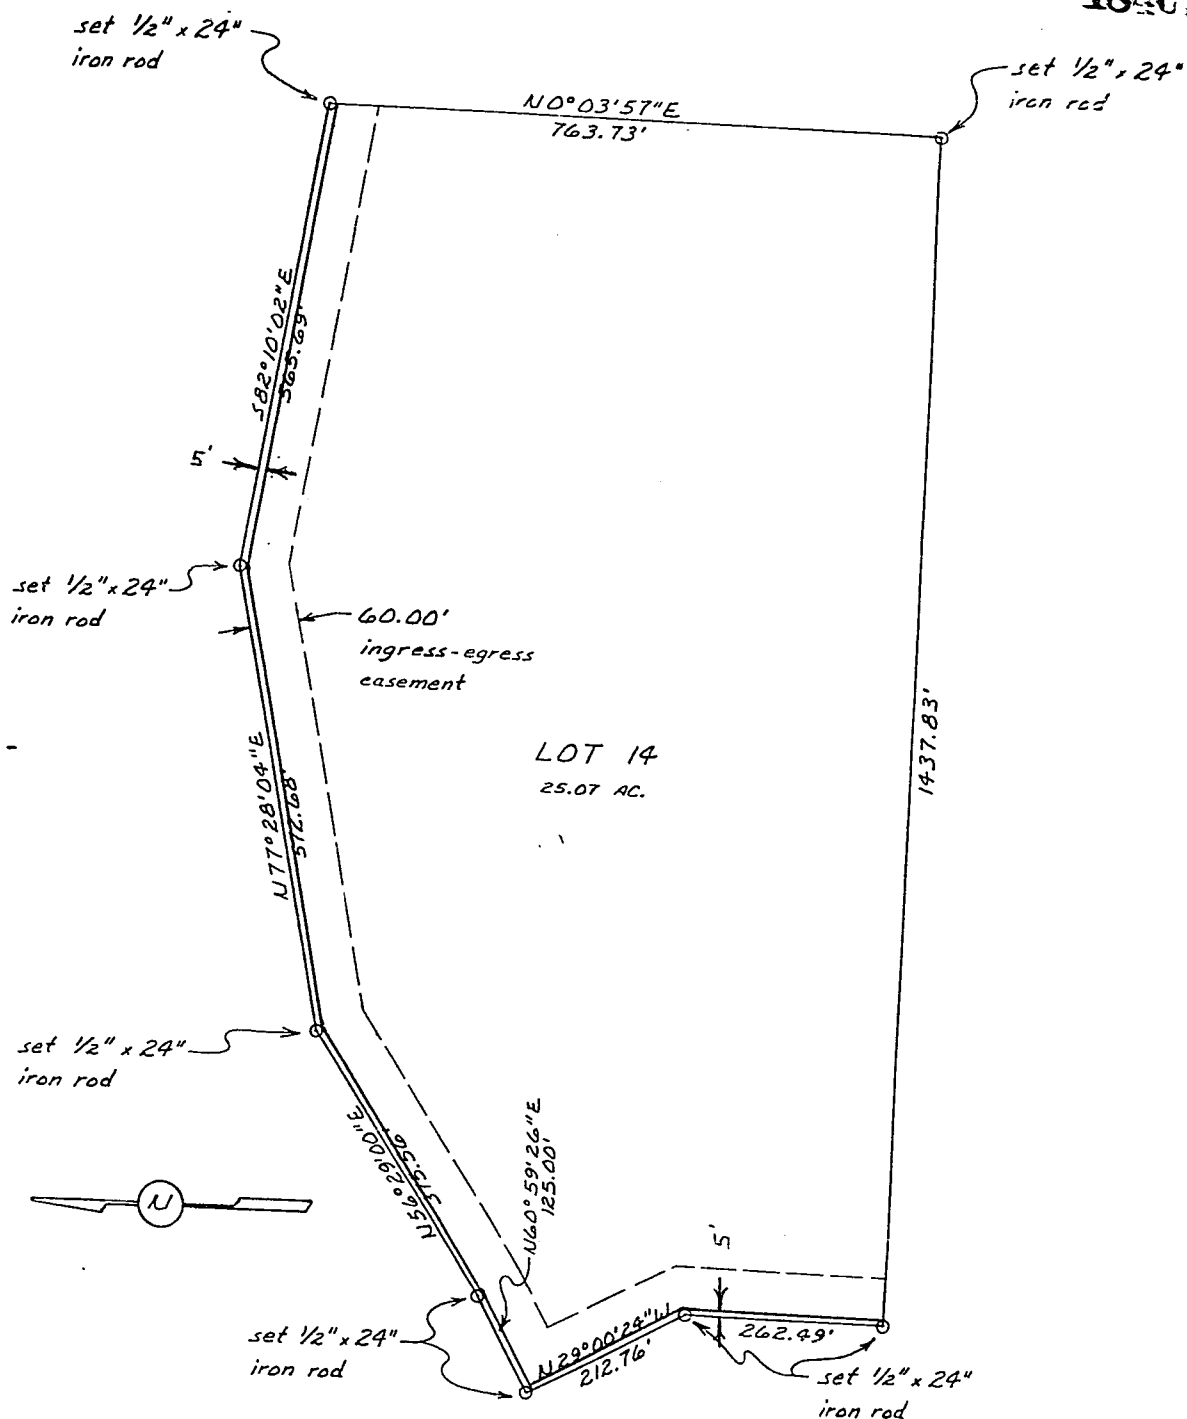 set 1/2" x 24"
iron rod
set 1/2" x 24"
iron rod
N0°03'57"E
763.73'
S82°10'02"E
565.69'
5'
set 1/2" x 24"
iron rod
60.00'
ingress-egress
easement
LOT 14
25.07 AC.
1437.83'
N77°28'04"E
572.68'
set 1/2" x 24"
iron rod
N56°29'00"E
375.56'
N60°59'26"E
125.00'
N
5'
N29°00'24"W
212.76'
262.49'
set 1/2" x 24"
iron rod
set 1/2" x 24"
iron rod